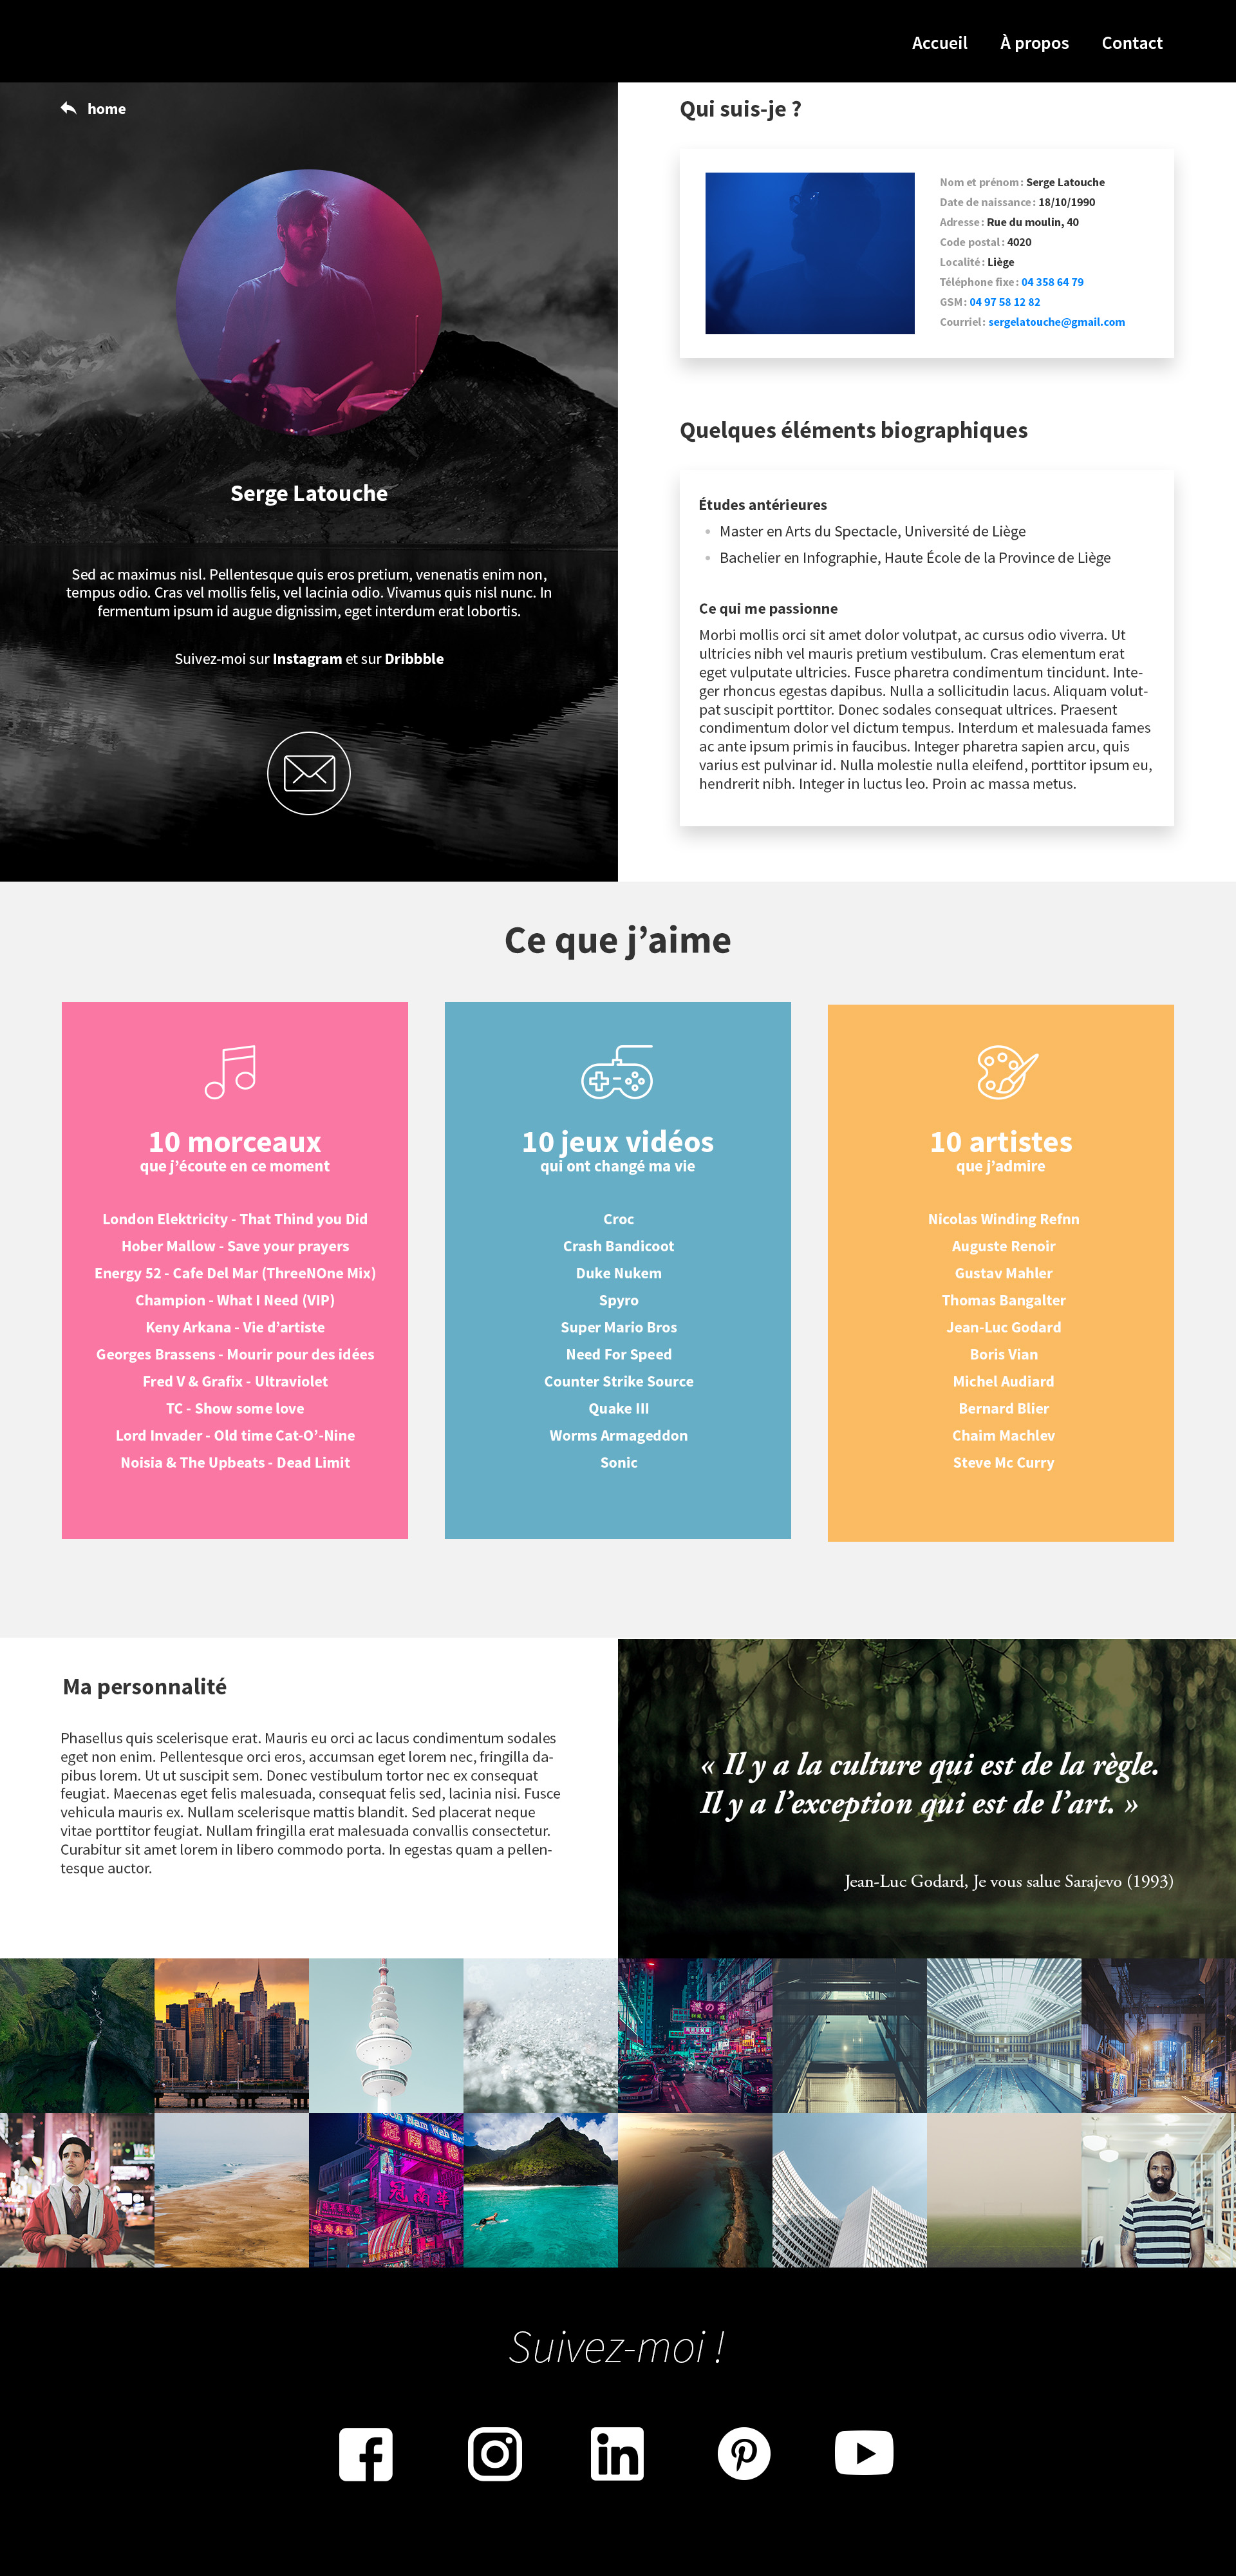 Accueil À propos Contact
home
Serge Latouche
Sed ac maximus nisl. Pellentesque quis eros pretium, venenatis enim non,
tempus odio. Cras vel mollis felis, vel lacinia odio. Vivamus quis nisl nunc. In
fermentum ipsum id augue dignissim, eget interdum erat lobortis.
Suivez-moi sur Instagram et sur Dribbble
Qui suis-je ?
Nom et prénom : Serge Latouche
Date de naissance : 18/10/1990
Adresse : Rue du moulin, 40
Code postal : 4020
Localité : Liège
Téléphone fixe : 04 358 64 79
GSM : 04 97 58 12 82
Courriel : sergelatouche@gmail.com
Quelques éléments biographiques
Études antérieures
• Master en Arts du Spectacle, Université de Liège
• Bachelier en Infographie, Haute École de la Province de Liège
Ce qui me passionne
Morbi mollis orci sit amet dolor volutpat, ac cursus odio viverra. Ut
ultricies nibh vel mauris pretium vestibulum. Cras elementum erat
eget vulputate ultricies. Fusce pharetra condimentum tincidunt. Inte-
ger rhoncus egestas dapibus. Nulla a sollicitudin lacus. Aliquam volut-
pat suscipit porttitor. Donec sodales consequat ultrices. Praesent
condimentum dolor vel dictum tempus. Interdum et malesuada fames
ac ante ipsum primis in faucibus. Integer pharetra sapien arcu, quis
varius est pulvinar id. Nulla molestie nulla eleifend, porttitor ipsum eu,
hendrerit nibh. Integer in luctus leo. Proin ac massa metus.
Ce que j’aime
10 morceaux
que j’écoute en ce moment
London Elektricity - That Thind you Did
Hober Mallow - Save your prayers
Energy 52 - Cafe Del Mar (ThreeNOne Mix)
Champion - What I Need (VIP)
Keny Arkana - Vie d’artiste
Georges Brassens - Mourir pour des idées
Fred V & Grafix - Ultraviolet
TC - Show some love
Lord Invader - Old time Cat-O’-Nine
Noisia & The Upbeats - Dead Limit
10 jeux vidéos
qui ont changé ma vie
Croc
Crash Bandicoot
Duke Nukem
Spyro
Super Mario Bros
Need For Speed
Counter Strike Source
Quake III
Worms Armageddon
Sonic
10 artistes
que j’admire
Nicolas Winding Refnn
Auguste Renoir
Gustav Mahler
Thomas Bangalter
Jean-Luc Godard
Boris Vian
Michel Audiard
Bernard Blier
Chaim Machlev
Steve Mc Curry
Ma personnalité
Phasellus quis scelerisque erat. Mauris eu orci ac lacus condimentum sodales
eget non enim. Pellentesque orci eros, accumsan eget lorem nec, fringilla da-
pibus lorem. Ut ut suscipit sem. Donec vestibulum tortor nec ex consequat
feugiat. Maecenas eget felis malesuada, consequat felis sed, lacinia nisi. Fusce
vehicula mauris ex. Nullam scelerisque mattis blandit. Sed placerat neque
vitae porttitor feugiat. Nullam fringilla erat malesuada convallis consectetur.
Curabitur sit amet lorem in libero commodo porta. In egestas quam a pellen-
tesque auctor.
« Il y a la culture qui est de la règle.
Il y a l’exception qui est de l’art. »
Jean-Luc Godard, Je vous salue Sarajevo (1993)
Nam Wah
冠南華
Suivez-moi !